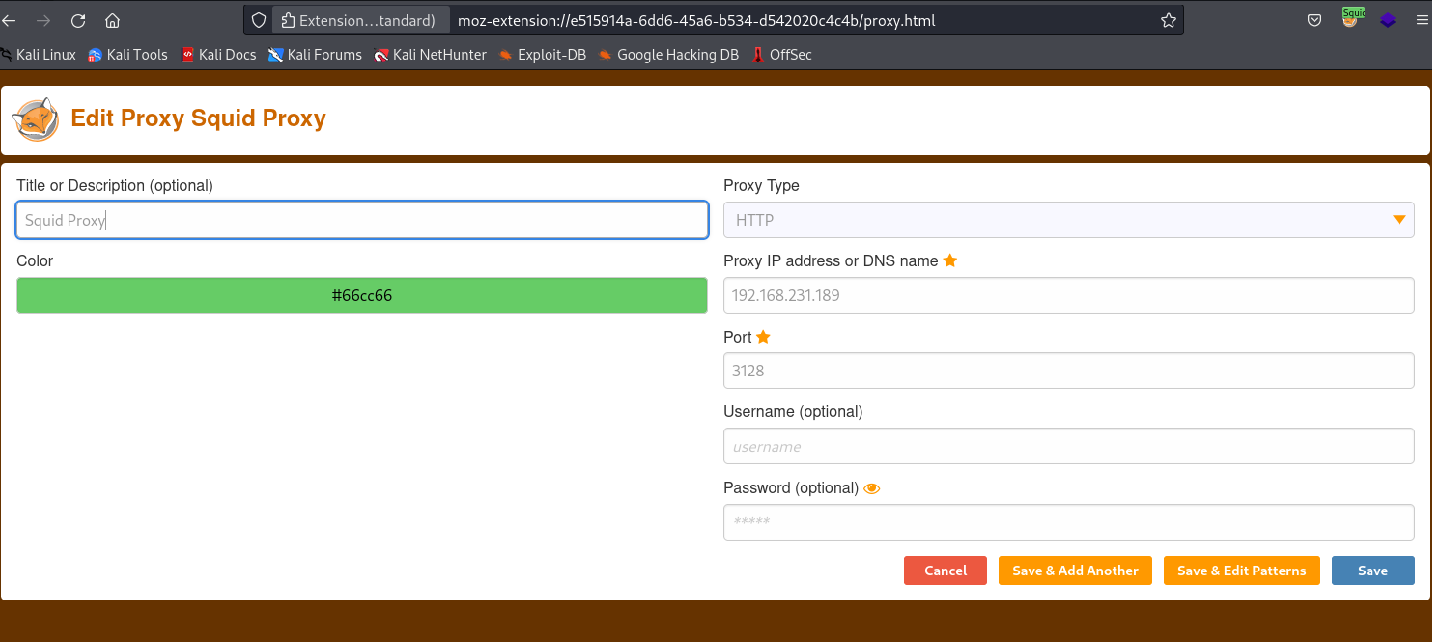 Extension...tandard) moz-extension://e515914a-6dd6-45a6-b534-d542020c4c4b/proxy.html
Squid
Kali Linux Kali Tools Kali Docs Kali Forums Kali NetHunter Exploit-DB Google Hacking DB OffSec
Edit Proxy Squid Proxy
Title or Description (optional)
Squid Proxy
Color
#66cc66
Proxy Type
HTTP
Proxy IP address or DNS name
192.168.231.189
Port
3128
Username (optional)
username
Password (optional)
*****
Cancel Save & Add Another Save & Edit Patterns Save